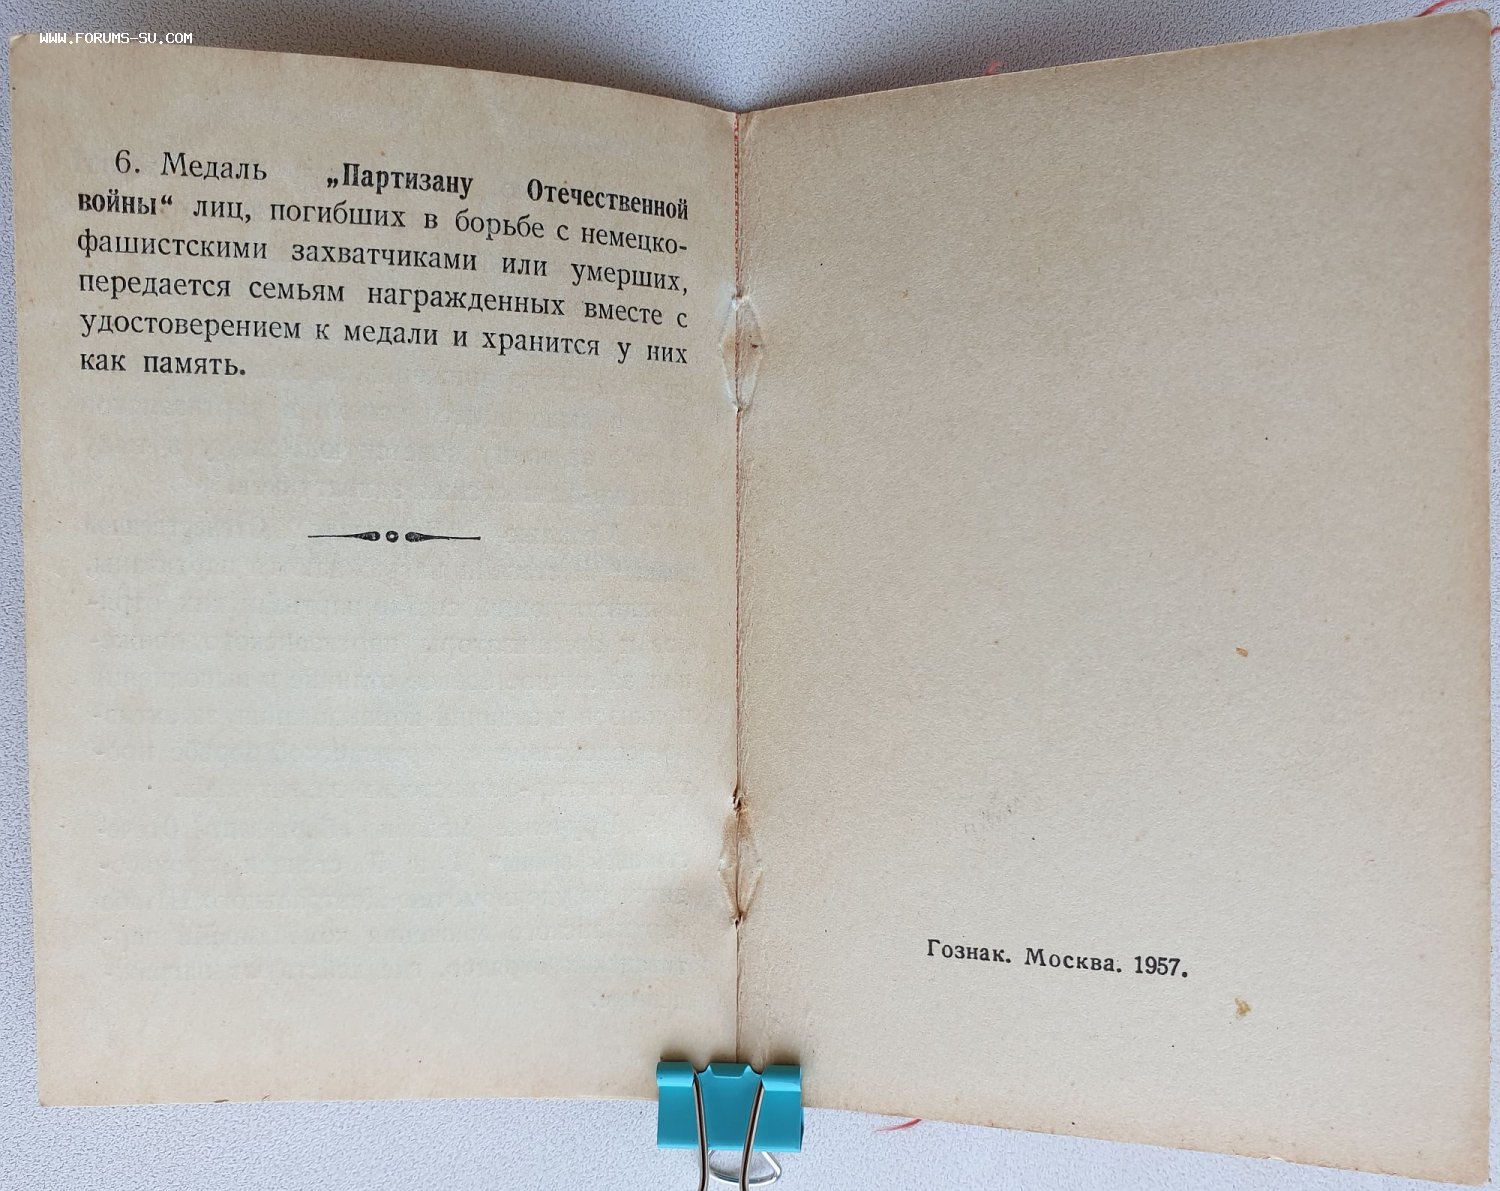 WWW.FORUMS-SU.COM
6. Медаль „Партизану Отечественной
войны“ лиц, погибших в борьбе с немецко-
фашистскими захватчиками или умерших,
передается семьям награжденных вместе с
удостоверением к медали и хранится у них
как память.
Гознак. Москва. 1957.